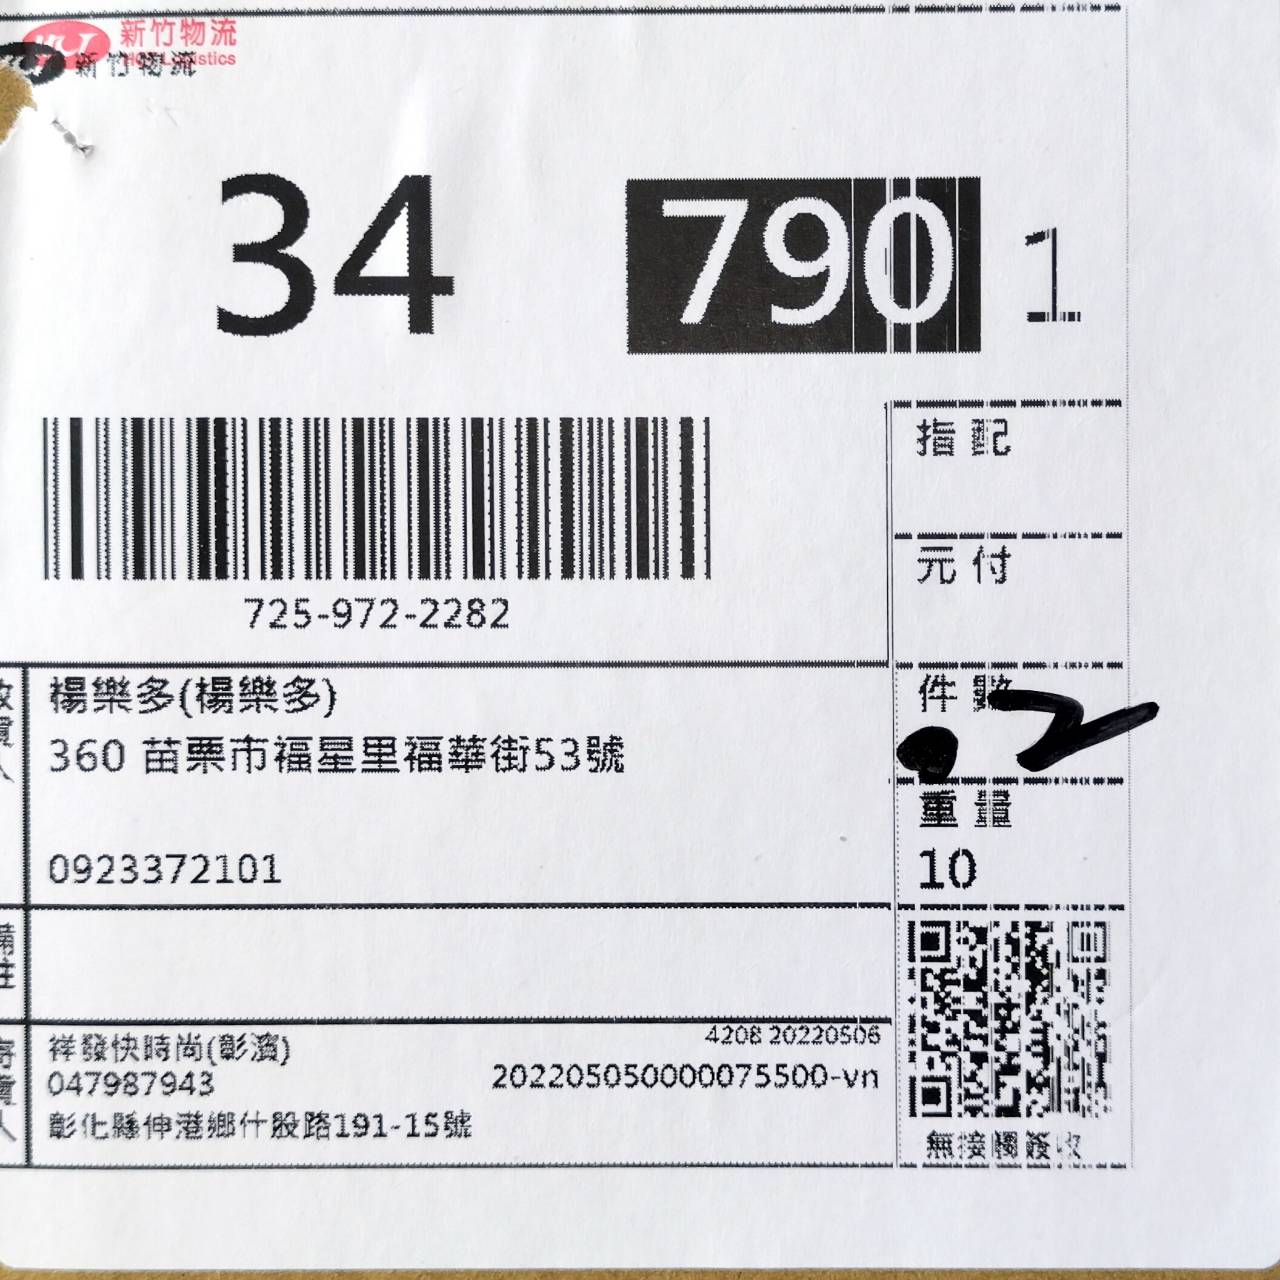 新竹物流
HCT Logistics
新竹物流
34 790 1
指配
725-972-2282
元付
收貨人
楊樂多(楊樂多)
360 苗栗市福星里福華街53號
0923372101
件數
2
重量
10
備註
寄貨人
祥發快時尚(彰濱)
4208 20220506
047987943
202205050000075500-vn
彰化縣伸港鄉什股路191-15號
無接觸簽收